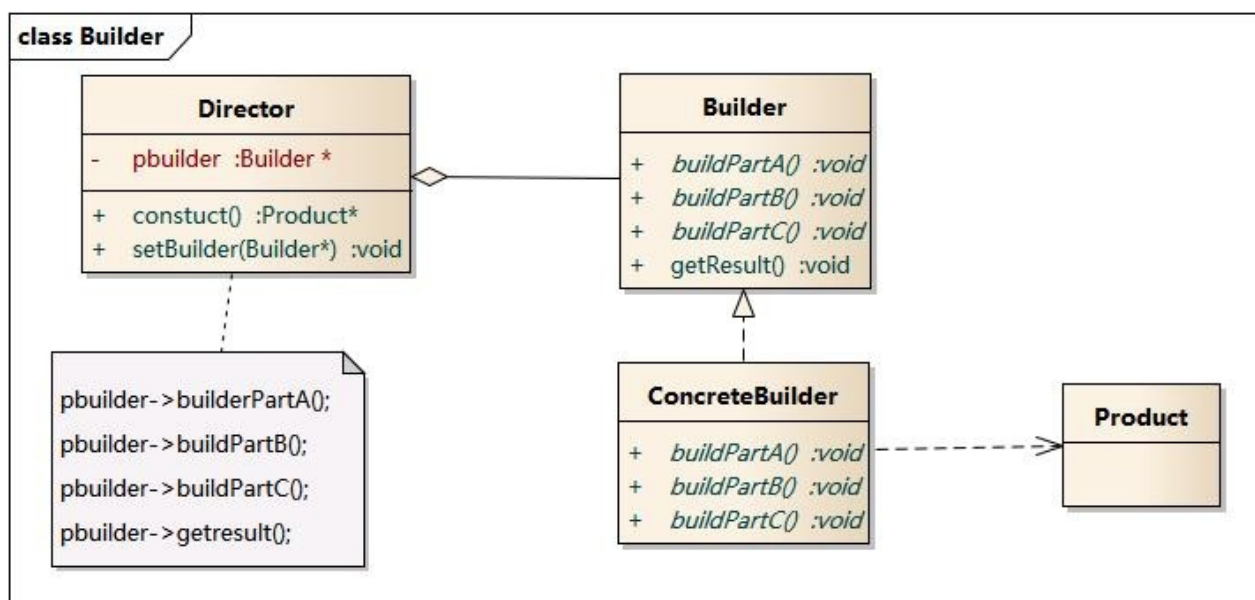 class Builder
Director
- pbuilder :Builder *
+ constuct() :Product*
+ setBuilder(Builder*) :void
Builder
+ buildPartA() :void
+ buildPartB() :void
+ buildPartC() :void
+ getResult() :void
pbuilder->builderPartA();
pbuilder->buildPartB();
pbuilder->buildPartC();
pbuilder->getresult();
ConcreteBuilder
+ buildPartA() :void
+ buildPartB() :void
+ buildPartC() :void
Product